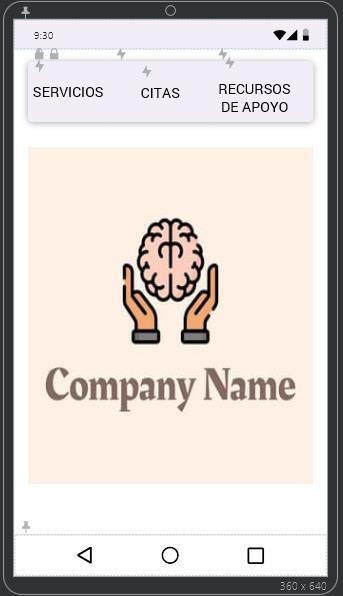 9:30
SERVICIOS
CITAS
RECURSOS
DE APOYO
Company Name
360 x 640